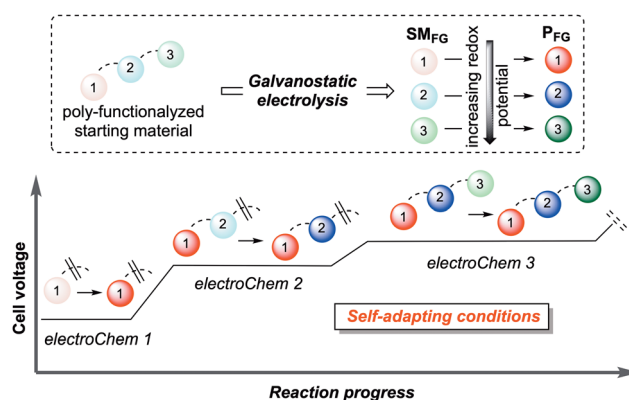 SM_FG
P_FG
1 2 3
poly-functionalized
starting material
Galvanostatic
electrolysis
1
2
3
increasing redox
potential
1
2
3
Cell voltage
1 1
electroChem 1
1 2 1 2
electroChem 2
1 2 3 1 2 3
electroChem 3
Self-adapting conditions
Reaction progress